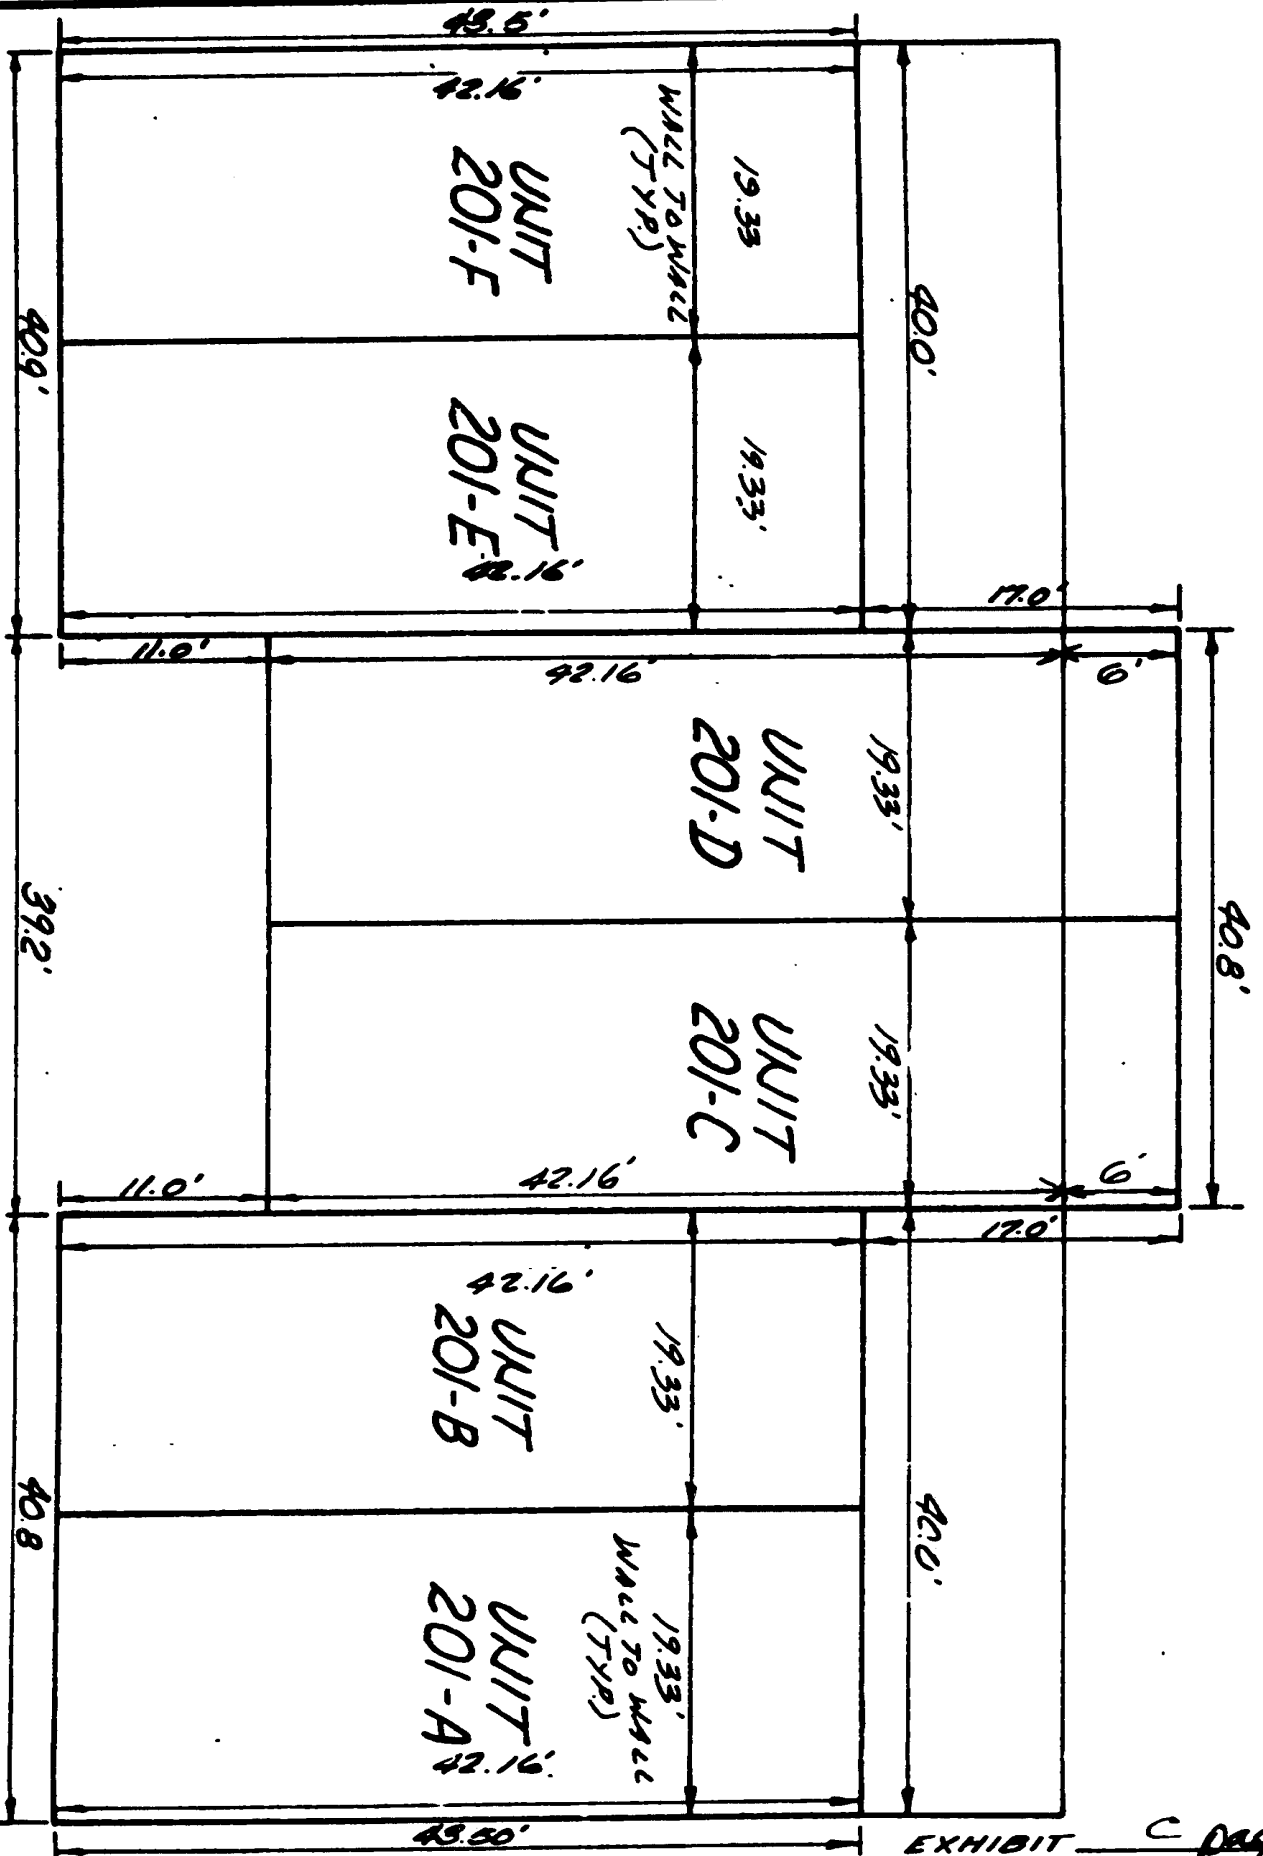 43.5'
42.16'
19.33
WALL TO WALL
(TYP.)
UNIT
201-F
40.0'
40.9'
19.33'
UNIT
201-E
42.16'
17.0'
11.0'
42.16'
6'
UNIT
201-D
19.33'
40.8'
39.2'
UNIT
201-C
19.33'
11.0'
42.16'
6'
17.0'
42.16'
UNIT
201-B
19.33'
40.0'
40.8
19.33'
WALL TO WALL
(TYP.)
UNIT
201-A
42.16'
43.50'
EXHIBIT C